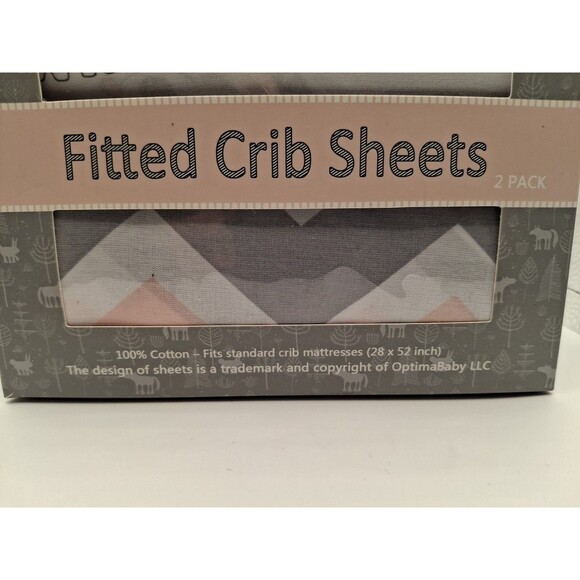 Fitted Crib Sheets
2 PACK
100% Cotton – Fits standard crib mattresses (28 x 52 inch)
The design of sheets is a trademark and copyright of OptimaBaby LLC